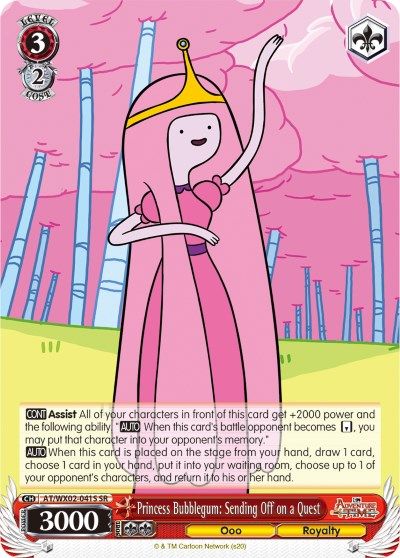 LEVEL
3
2
COST
CONT Assist All of your characters in front of this card get +2000 power and
the following ability. "AUTO When this card's battle opponent becomes [ ], you may put that character into your opponent's memory."
AUTO When this card is placed on the stage from your hand, draw 1 card,
choose 1 card in your hand, put it into your waiting room, choose up to 1 of
your opponent's characters, and return it to his or her hand.
CH AT/WX02-041S SR
POWER
3000
Princess Bubblegum: Sending Off on a Quest
Ooo
Royalty
ADVENTURE TIME
© & TM Cartoon Network (s20)